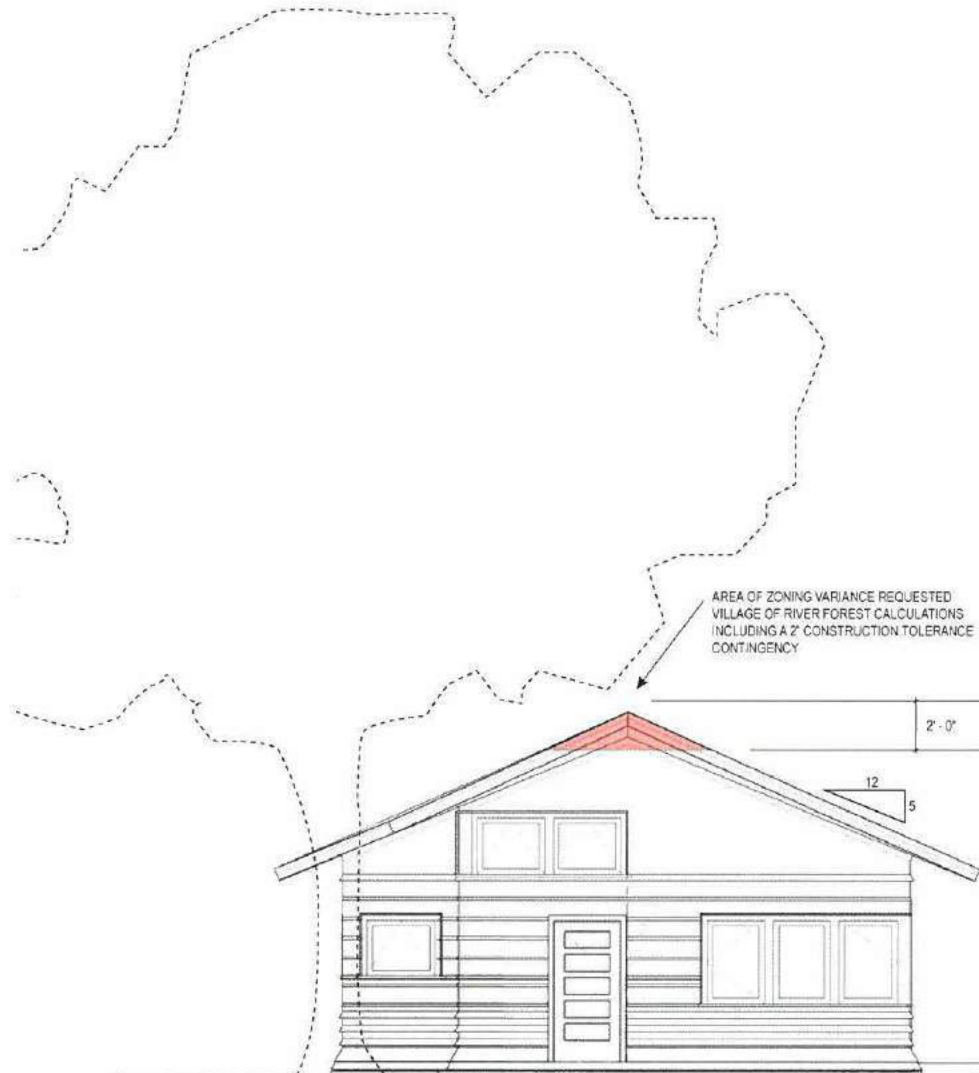 AREA OF ZONING VARIANCE REQUESTED
VILLAGE OF RIVER FOREST CALCULATIONS
INCLUDING A 2" CONSTRUCTION TOLERANCE
CONTINGENCY
2' - 0"
12
5